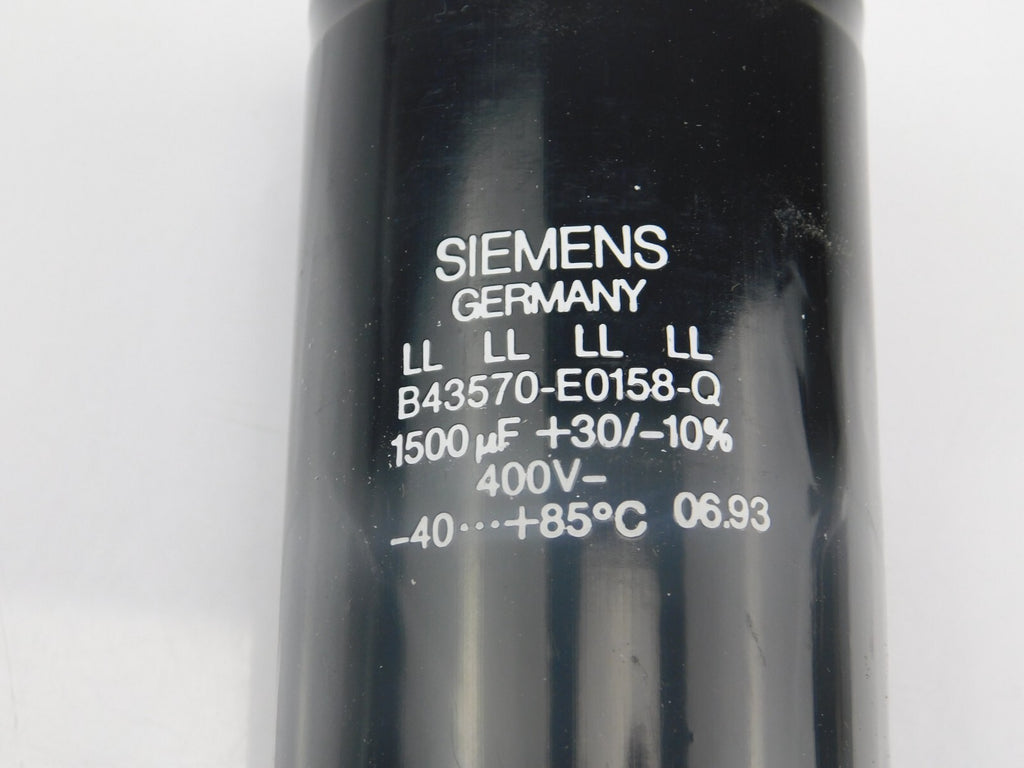 SIEMENS
GERMANY
LL LL LL LL
B43570-E0158-Q
1500 µF +30/-10%
400V-
-40···+85°C 06.93